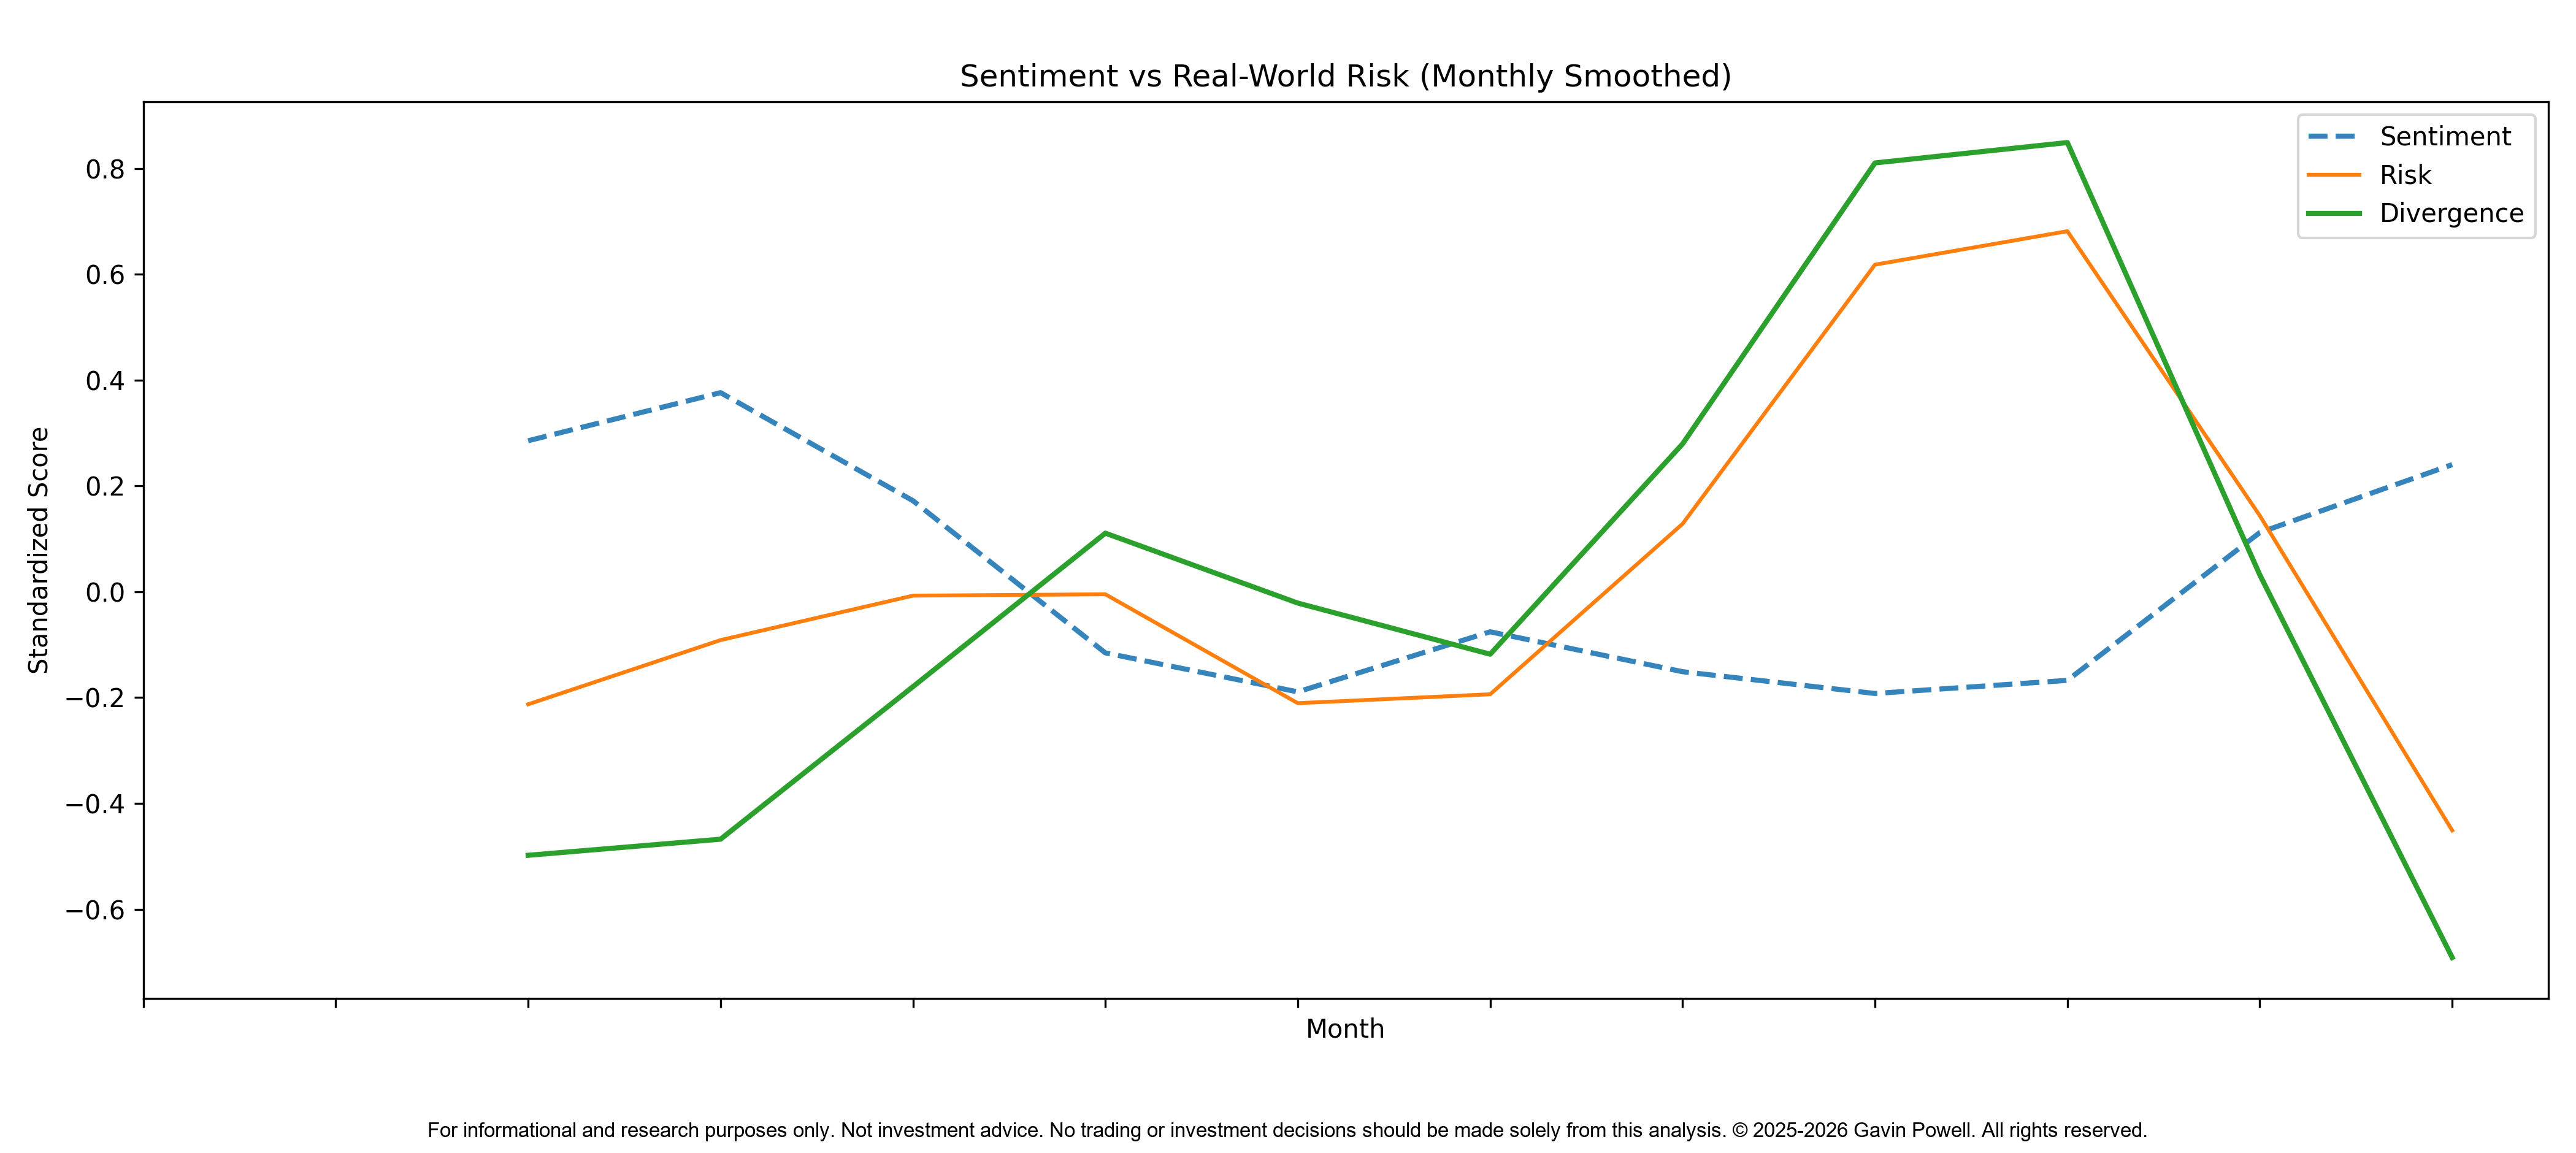 Sentiment vs Real-World Risk (Monthly Smoothed)
Sentiment
Risk
Divergence
Standardized Score
0.8
0.6
0.4
0.2
0.0
−0.2
−0.4
−0.6
Month
For informational and research purposes only. Not investment advice. No trading or investment decisions should be made solely from this analysis. © 2025-2026 Gavin Powell. All rights reserved.